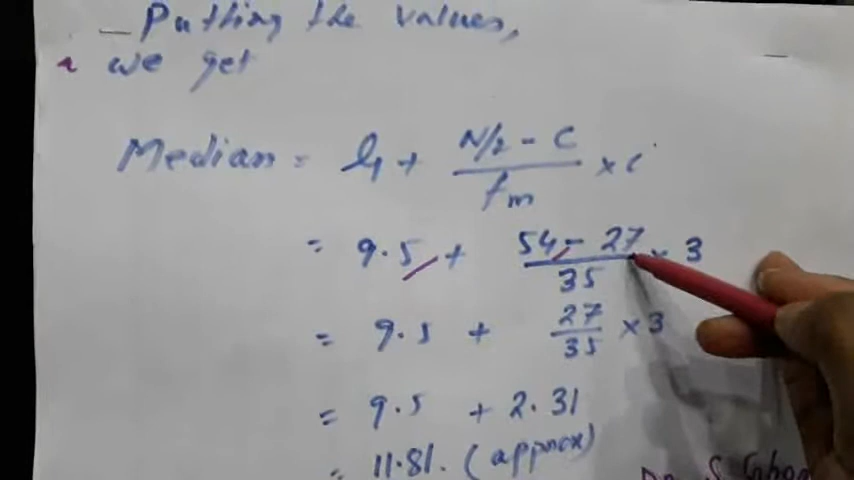 Putting the values,
we get
Median = l₁ + N/2 - C / fm × c
= 9.5 + 54 - 27 / 35 × 3
= 9.5 + 27 / 35 × 3
= 9.5 + 2.31
= 11.81. (approx)